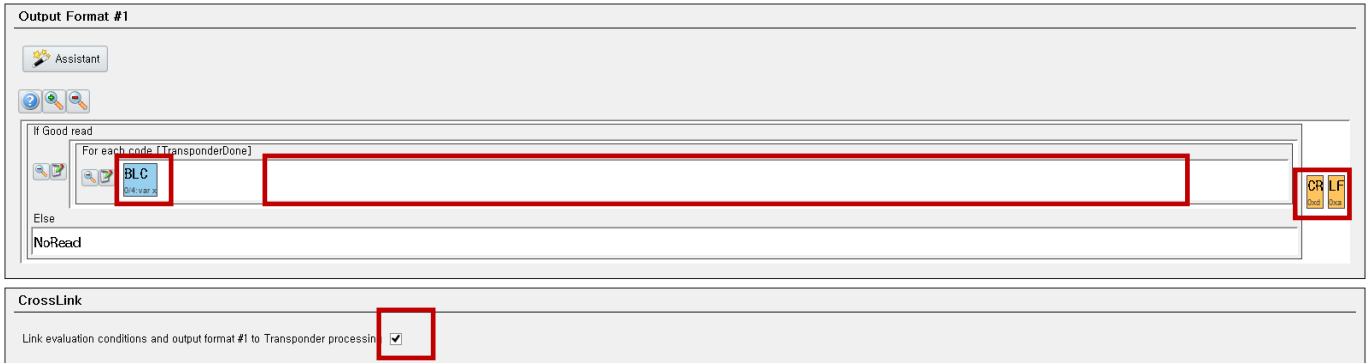 Output Format #1
Assistant
If Good read
For each code [TransponderDone]
BLC
0/4:var x
CR LF
0xd 0xa
Else
NoRead
CrossLink
Link evaluation conditions and output format #1 to Transponder processing